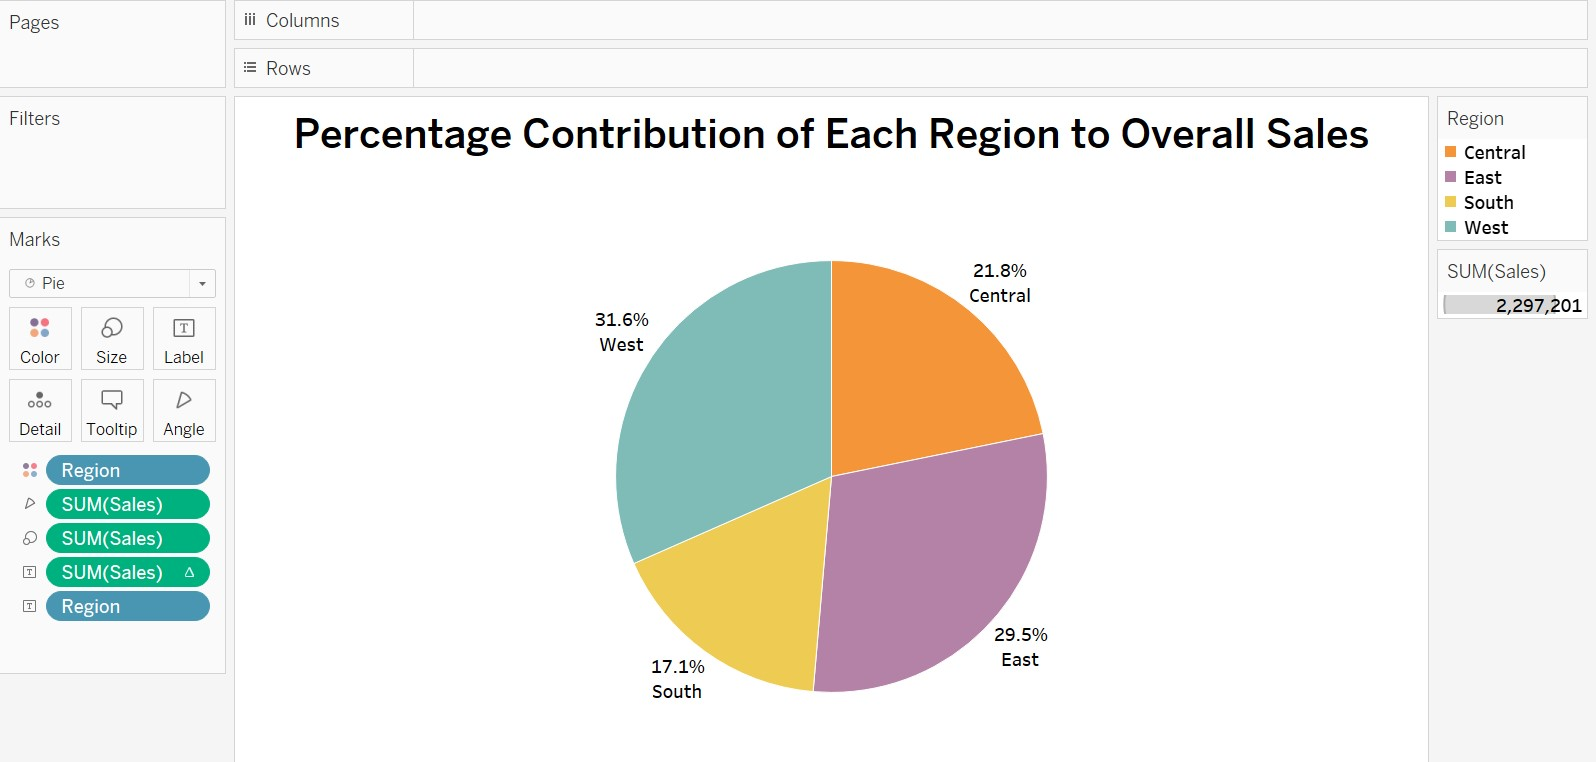 Pages
Columns
Rows
Filters
Marks
Pie
Color
Size
Label
Detail
Tooltip
Angle
Region
SUM(Sales)
SUM(Sales)
SUM(Sales)
Region
Percentage Contribution of Each Region to Overall Sales
21.8%
Central
31.6%
West
29.5%
East
17.1%
South
Region
Central
East
South
West
SUM(Sales)
2,297,201